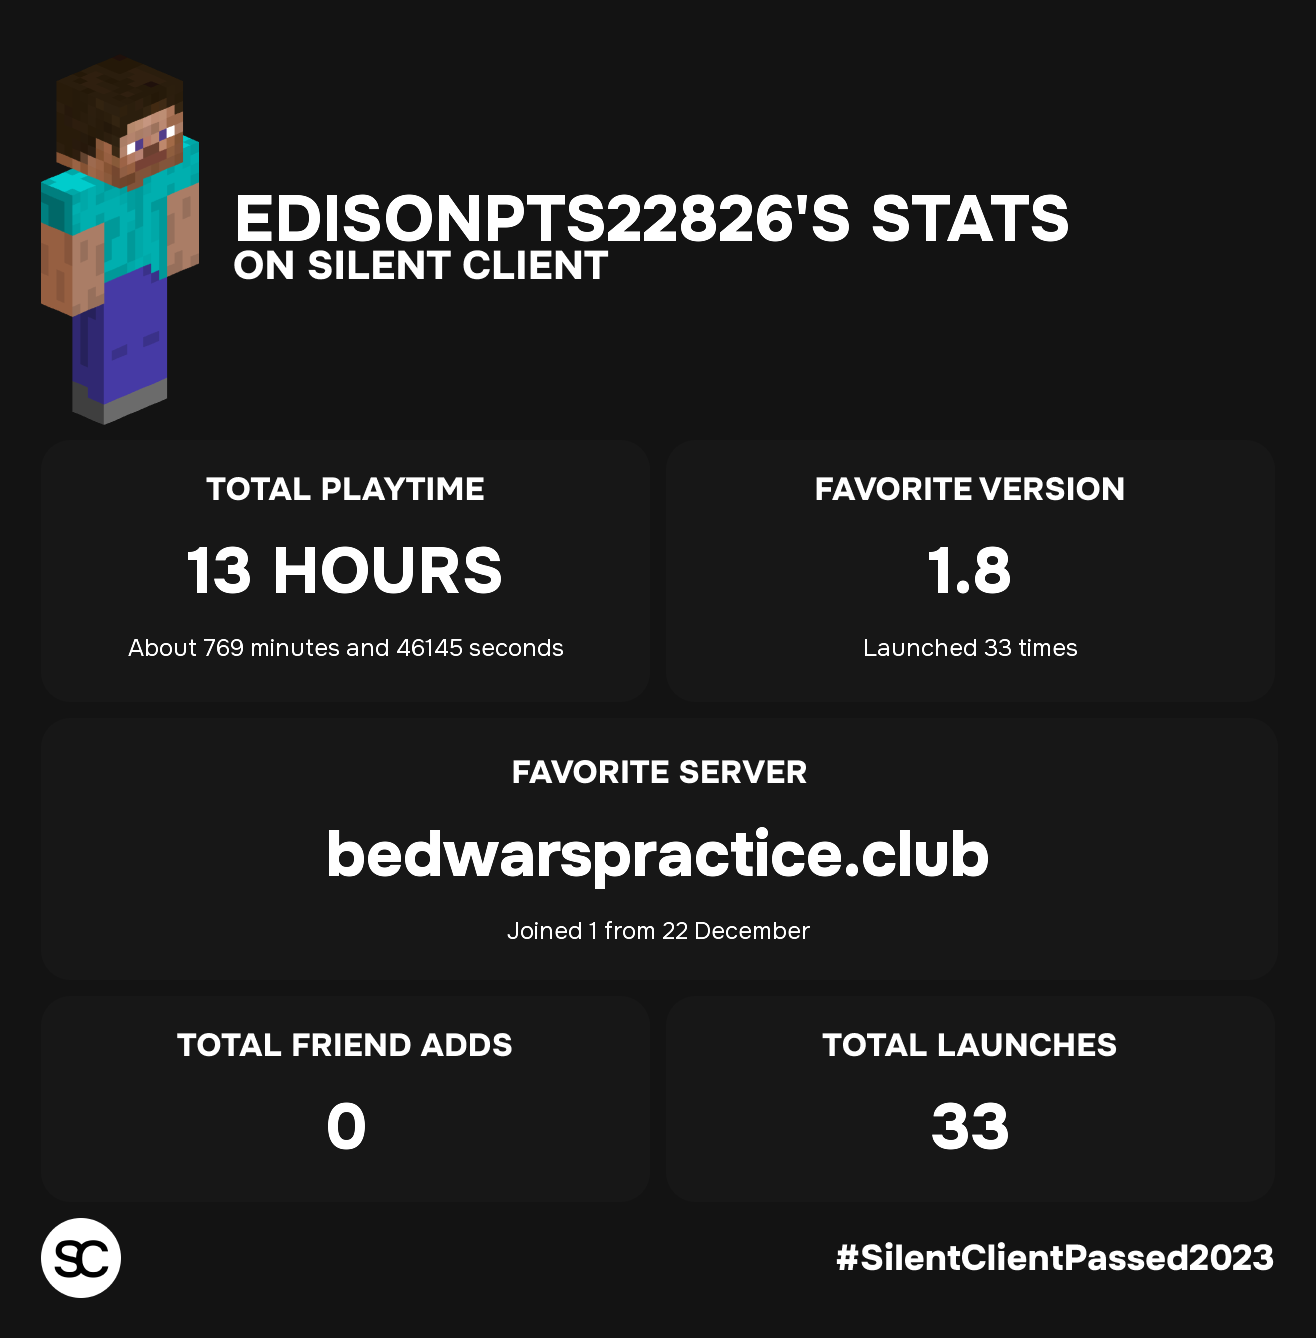 EDISONPTS22826'S STATS
ON SILENT CLIENT
TOTAL PLAYTIME
13 HOURS
About 769 minutes and 46145 seconds
FAVORITE VERSION
1.8
Launched 33 times
FAVORITE SERVER
bedwarspractice.club
Joined 1 from 22 December
TOTAL FRIEND ADDS
0
TOTAL LAUNCHES
33
SC
#SilentClientPassed2023